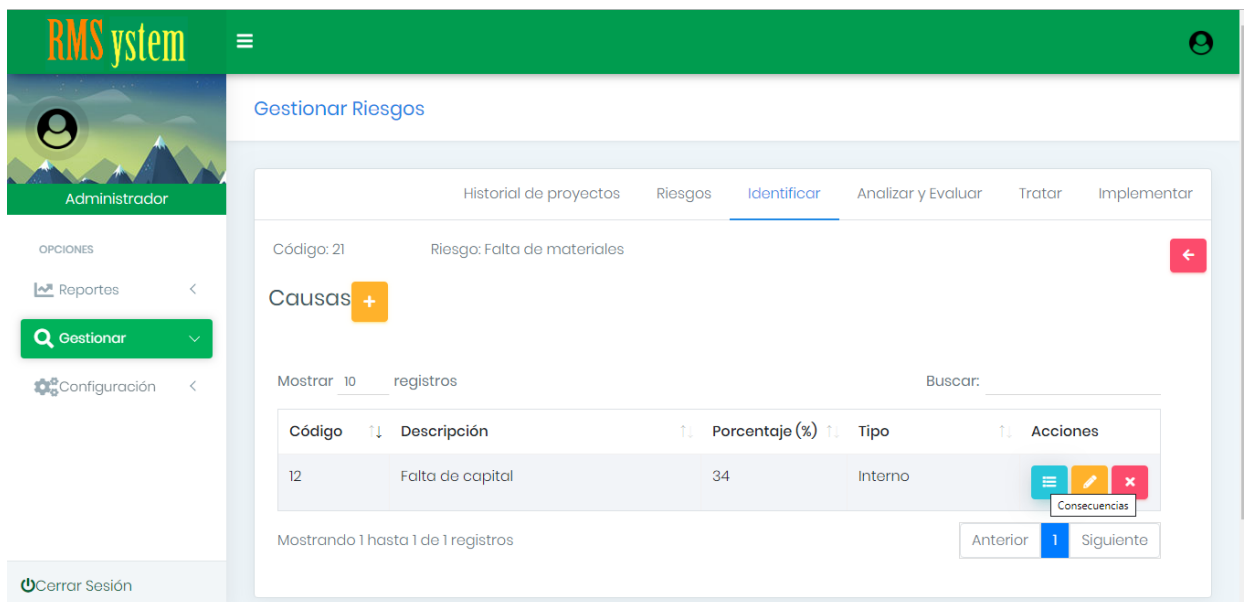 RMSystem
Gestionar Riesgos
Administrador
Historial de proyectos Riesgos Identificar Analizar y Evaluar Tratar Implementar
OPCIONES
Código: 21 Riesgo: Falta de materiales
Reportes
Causas +
Gestionar
Configuración
Mostrar 10 registros Buscar:
Código Descripción Porcentaje (%) Tipo Acciones
12 Falta de capital 34 Interno
Consecuencias
Mostrando 1 hasta 1 de 1 registros Anterior 1 Siguiente
Cerrar Sesión